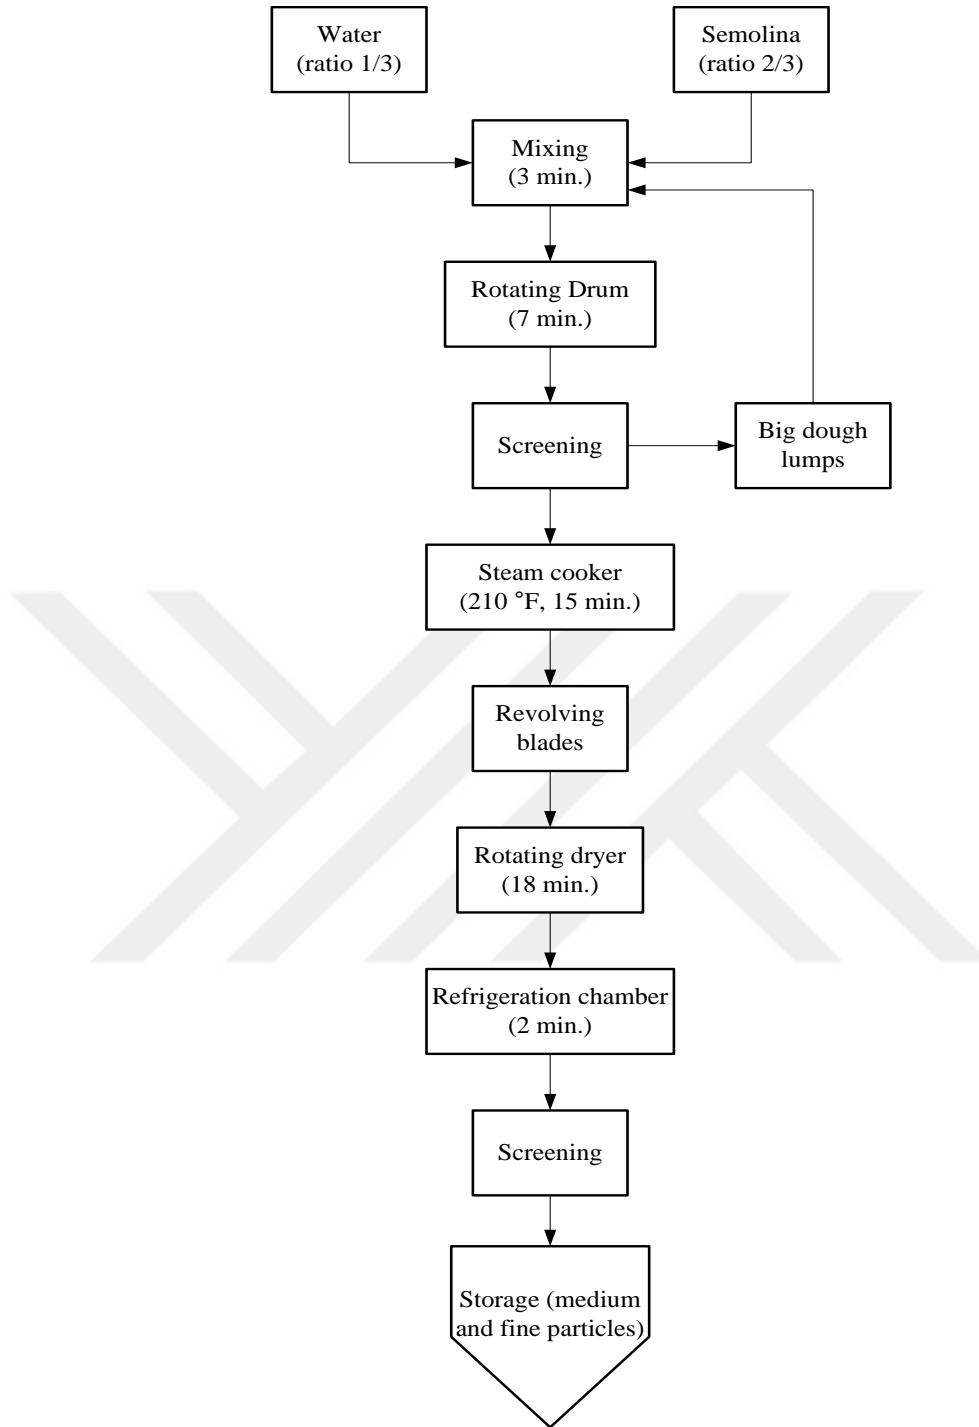 Water
(ratio 1/3)
Semolina
(ratio 2/3)
Mixing
(3 min.)
Rotating Drum
(7 min.)
Screening
Big dough
lumps
Steam cooker
(210 °F, 15 min.)
Revolving
blades
Rotating dryer
(18 min.)
Refrigeration chamber
(2 min.)
Screening
Storage (medium
and fine particles)